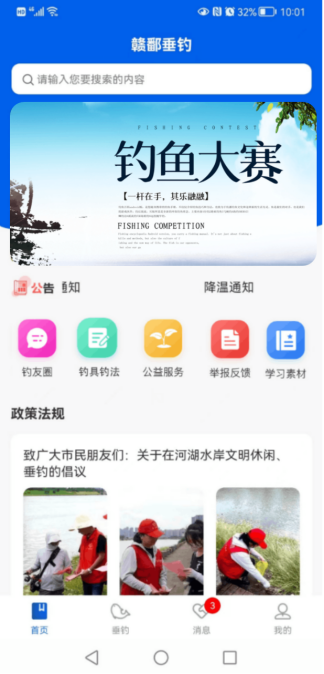 HD 32% 10:01
赣鄱垂钓
请输入您要搜索的内容
FISHING CONTEST
钓鱼大赛
【一杆在手，其乐融融】
FISHING COMPETITION
公告 通知 降温通知
钓友圈 钓具钓法 公益服务 举报反馈 学习素材
政策法规
致广大市民朋友们：关于在河湖水岸文明休闲、
垂钓的倡议
3
首页 垂钓 消息 我的